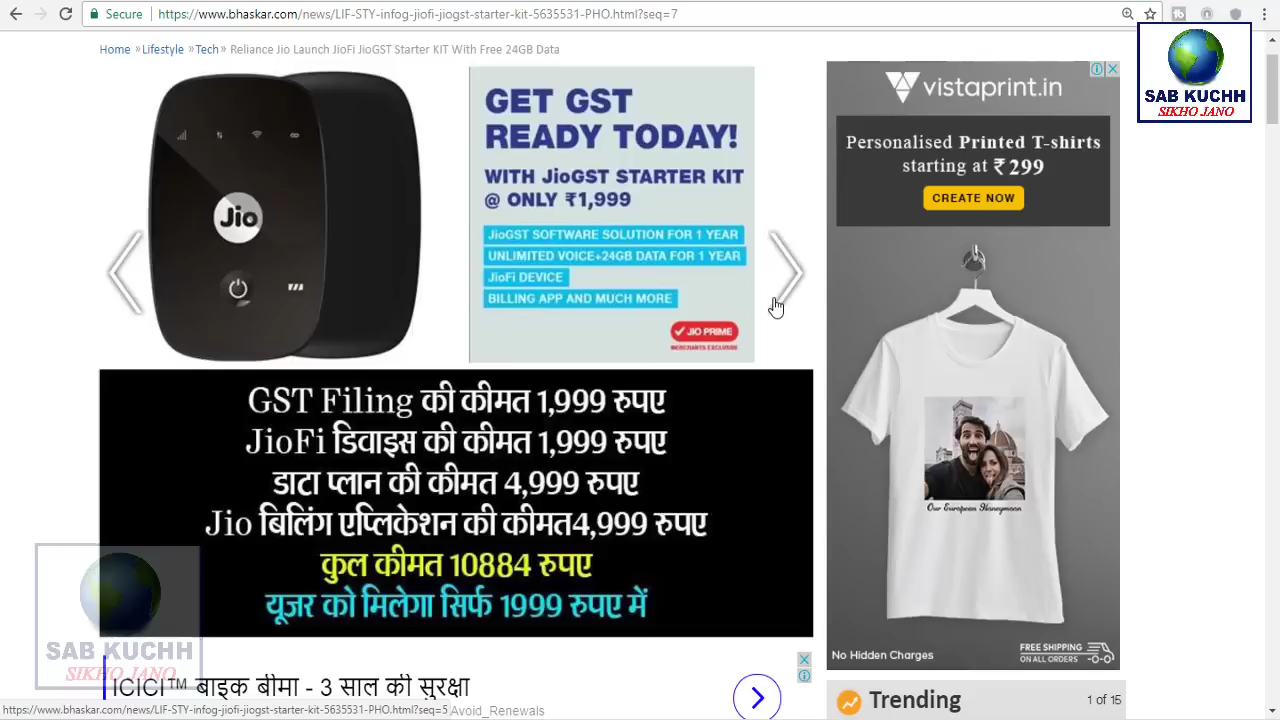 Secure
https://www.bhaskar.com/news/LIF-STY-infog-jiofi-jiogst-starter-kit-5635531-PHO.html?seq=7
Home » Lifestyle » Tech » Reliance Jio Launch JioFi JioGST Starter KIT With Free 24GB Data
Jio
GET GST
READY TODAY!
WITH JioGST STARTER KIT
@ ONLY ₹1,999
JioGST SOFTWARE SOLUTION FOR 1 YEAR
UNLIMITED VOICE+24GB DATA FOR 1 YEAR
JioFi DEVICE
BILLING APP AND MUCH MORE
JIO PRIME
MERCHANTS EXCLUSIVE
GST Filing की कीमत 1,999 रुपए
JioFi डिवाइस की कीमत 1,999 रुपए
डाटा प्लान की कीमत 4,999 रुपए
Jio बिलिंग एप्लिकेशन की कीमत4,999 रुपए
कुल कीमत 10884 रुपए
यूजर को मिलेगा सिर्फ 1999 रुपए में
SAB KUCHH
SIKHO JANO
ICICI™ बाइक बीमा - 3 साल की सुरक्षा
https://www.bhaskar.com/news/LIF-STY-infog-jiofi-jiogst-starter-kit-5635531-PHO.html?seq=5
Avoid_Renewals
SAB KUCHH
SIKHO JANO
vistaprint.in
Personalised Printed T-shirts
starting at ₹ 299
CREATE NOW
Our European Honeymoon
No Hidden Charges
FREE SHIPPING
ON ALL ORDERS
Trending
1 of 15